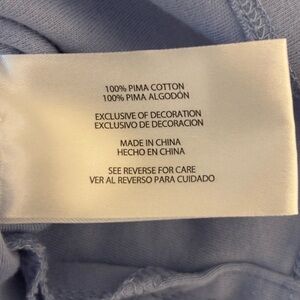 100% PIMA COTTON
100% PIMA ALGODÓN
EXCLUSIVE OF DECORATION
EXCLUSIVO DE DECORACION
MADE IN CHINA
HECHO EN CHINA
SEE REVERSE FOR CARE
VER AL REVERSO PARA CUIDADO